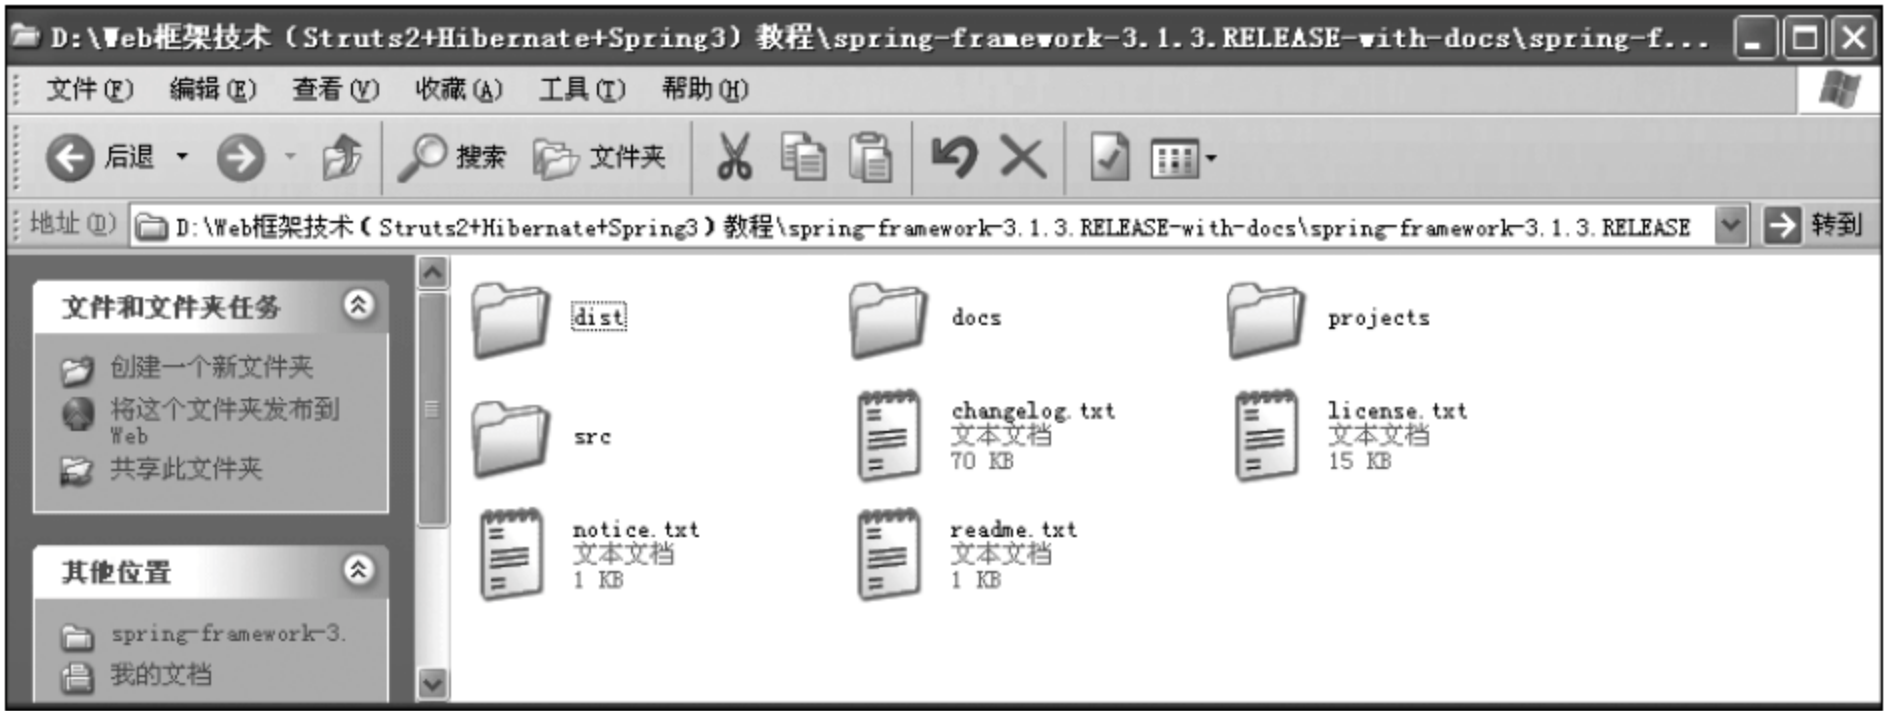 D:\Web框架技术（Struts2+Hibernate+Spring3）教程\spring-framework-3.1.3.RELEASE-with-docs\spring-f...
文件(F) 编辑(E) 查看(V) 收藏(A) 工具(T) 帮助(H)
后退 搜索 文件夹
地址(D) D:\Web框架技术（Struts2+Hibernate+Spring3）教程\spring-framework-3.1.3.RELEASE-with-docs\spring-framework-3.1.3.RELEASE 转到
文件和文件夹任务
创建一个新文件夹
将这个文件夹发布到
Web
共享此文件夹
其他位置
spring-framework-3.
我的文档
dist
docs
projects
src
changelog.txt
文本文档
70 KB
license.txt
文本文档
15 KB
notice.txt
文本文档
1 KB
readme.txt
文本文档
1 KB